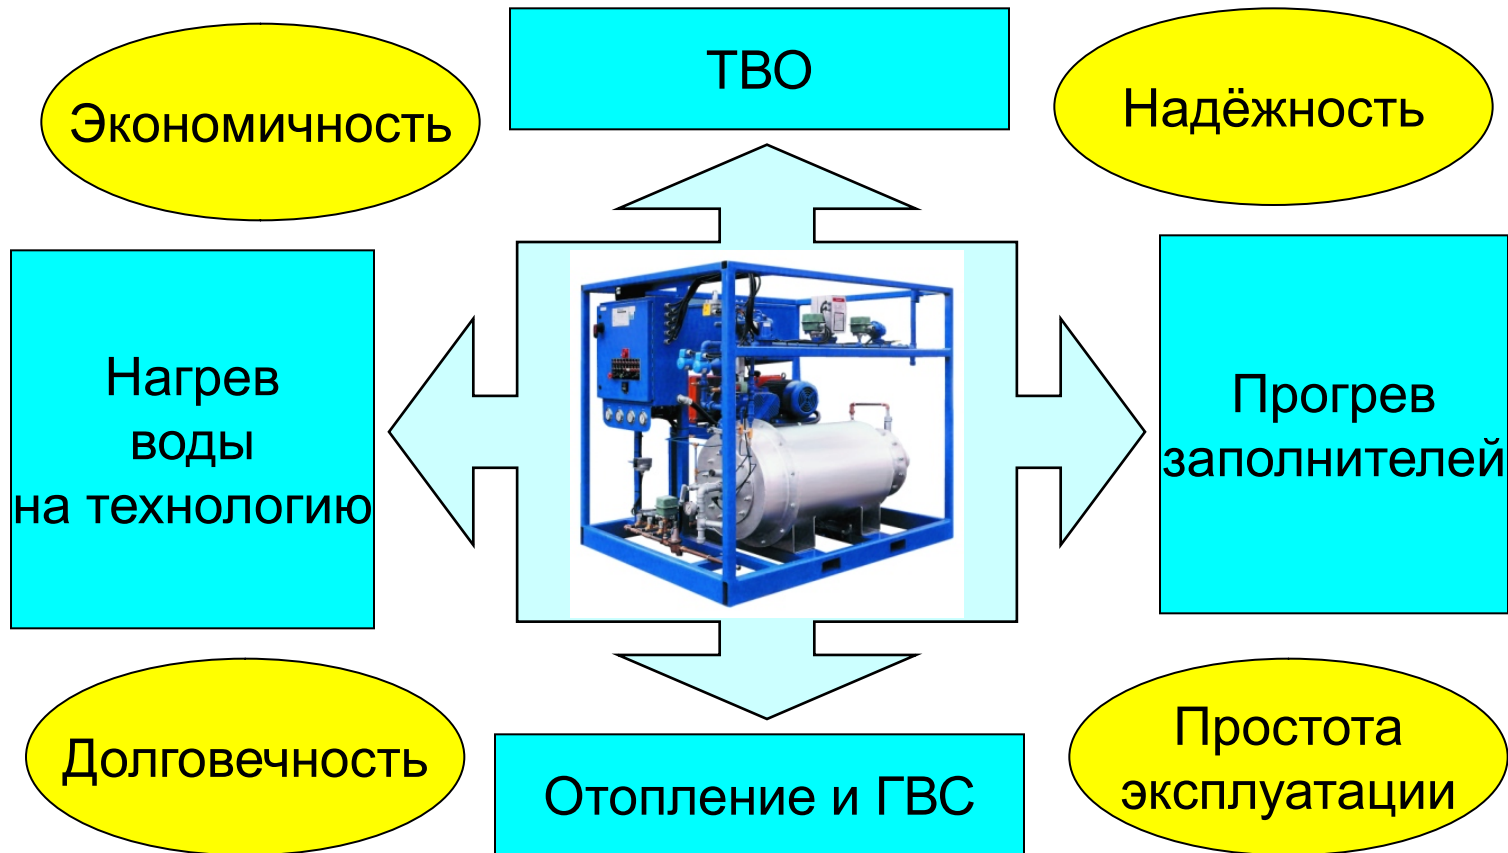 ТВО
Экономичность
Надёжность
Нагрев
воды
на технологию
Прогрев
заполнителей
Долговечность
Отопление и ГВС
Простота
эксплуатации